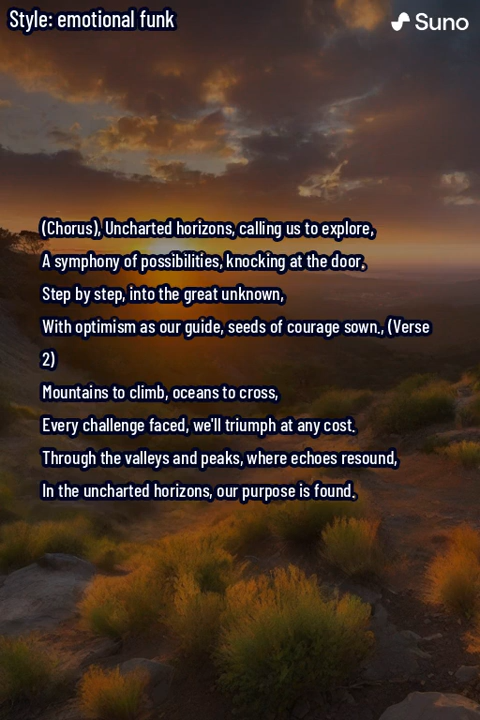 Style: emotional funk
Suno
(Chorus), Uncharted horizons, calling us to explore,
A symphony of possibilities, knocking at the door,
Step by step, into the great unknown,
With optimism as our guide, seeds of courage sown., (Verse
2)
Mountains to climb, oceans to cross,
Every challenge faced, we'll triumph at any cost.
Through the valleys and peaks, where echoes resound,
In the uncharted horizons, our purpose is found.